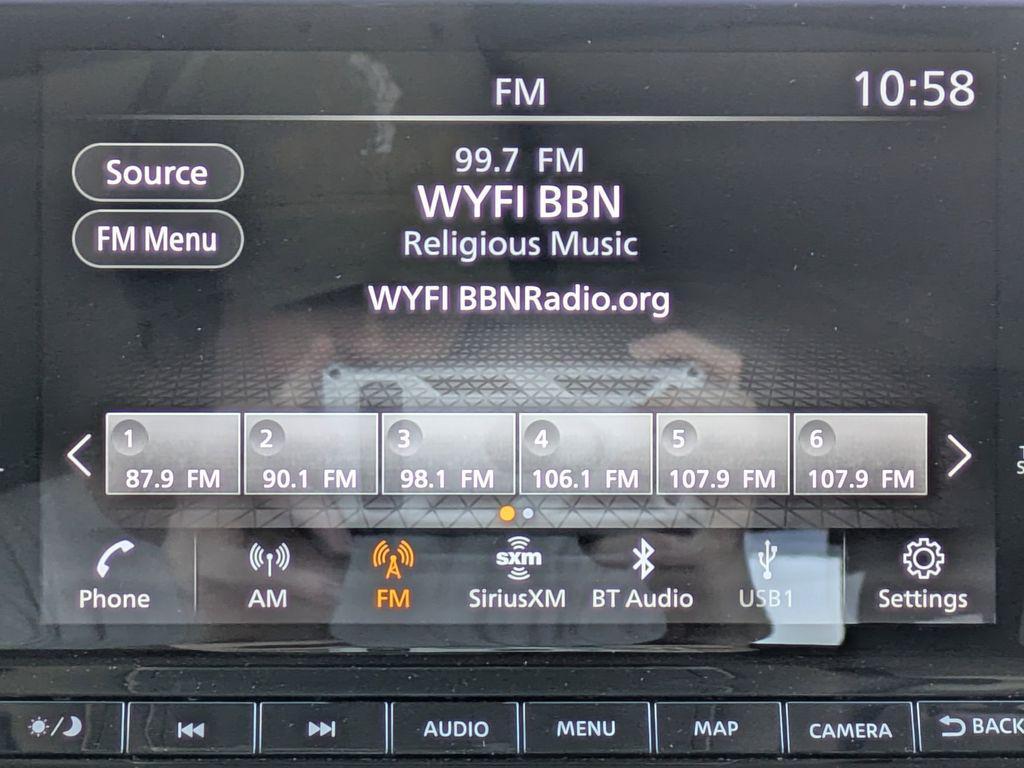 FM
10:58
Source
FM Menu
99.7 FM
WYFI BBN
Religious Music
WYFI BBNRadio.org
1
87.9 FM
2
90.1 FM
3
98.1 FM
4
106.1 FM
5
107.9 FM
6
107.9 FM
Phone
AM
FM
sxm
SiriusXM
BT Audio
USB1
Settings
AUDIO
MENU
MAP
CAMERA
BACK